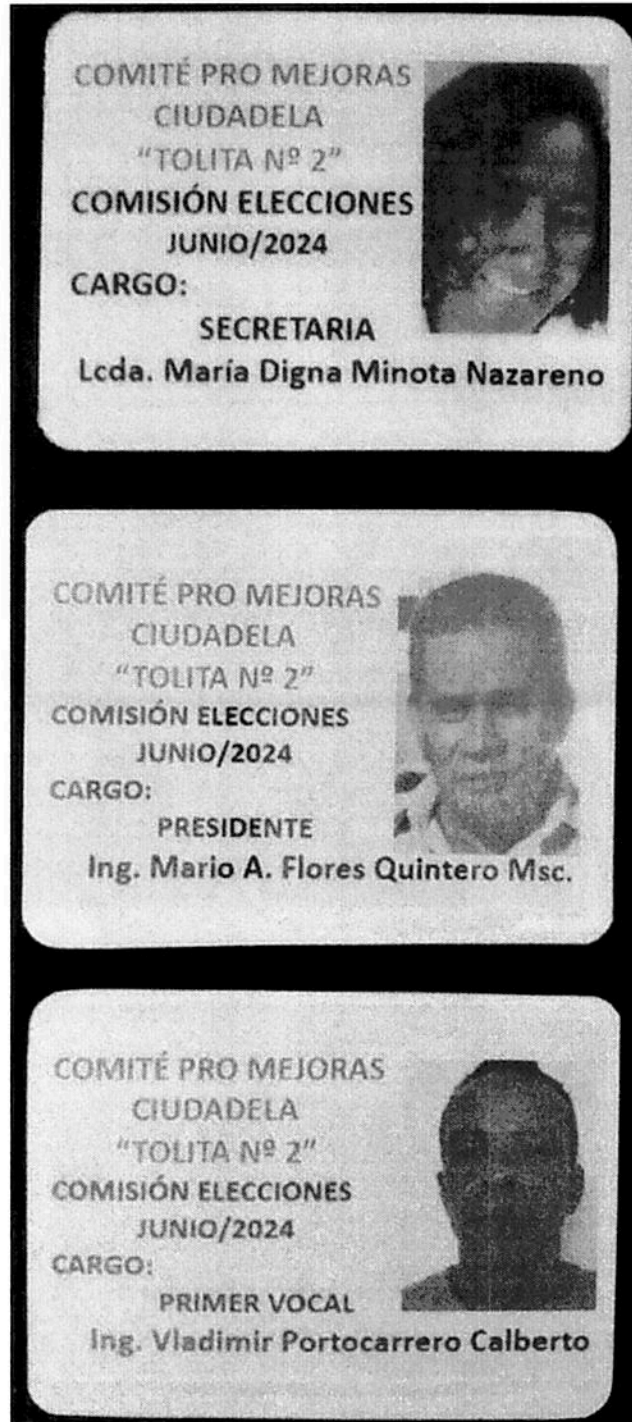 COMITÉ PRO MEJORAS
CIUDADELA
"TOLITA Nº 2"
COMISIÓN ELECCIONES
JUNIO/2024
CARGO:
SECRETARIA
Lcda. María Digna Minota Nazareno
COMITÉ PRO MEJORAS
CIUDADELA
"TOLITA Nº 2"
COMISIÓN ELECCIONES
JUNIO/2024
CARGO:
PRESIDENTE
Ing. Mario A. Flores Quintero Msc.
COMITÉ PRO MEJORAS
CIUDADELA
"TOLITA Nº 2"
COMISIÓN ELECCIONES
JUNIO/2024
CARGO:
PRIMER VOCAL
Ing. Vladimir Portocarrero Calberto